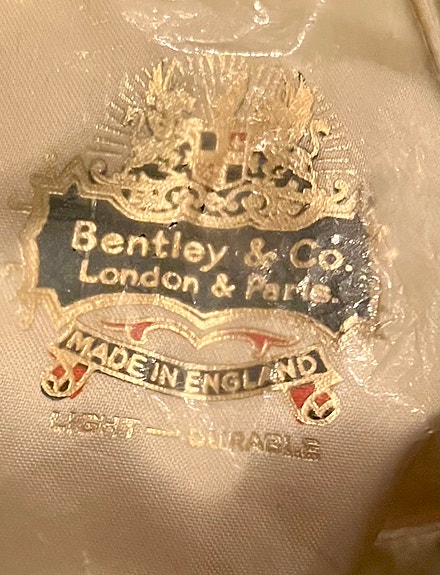 Bentley & Co.
London & Paris.
MADE IN ENGLAND
LIGHT — DURABLE